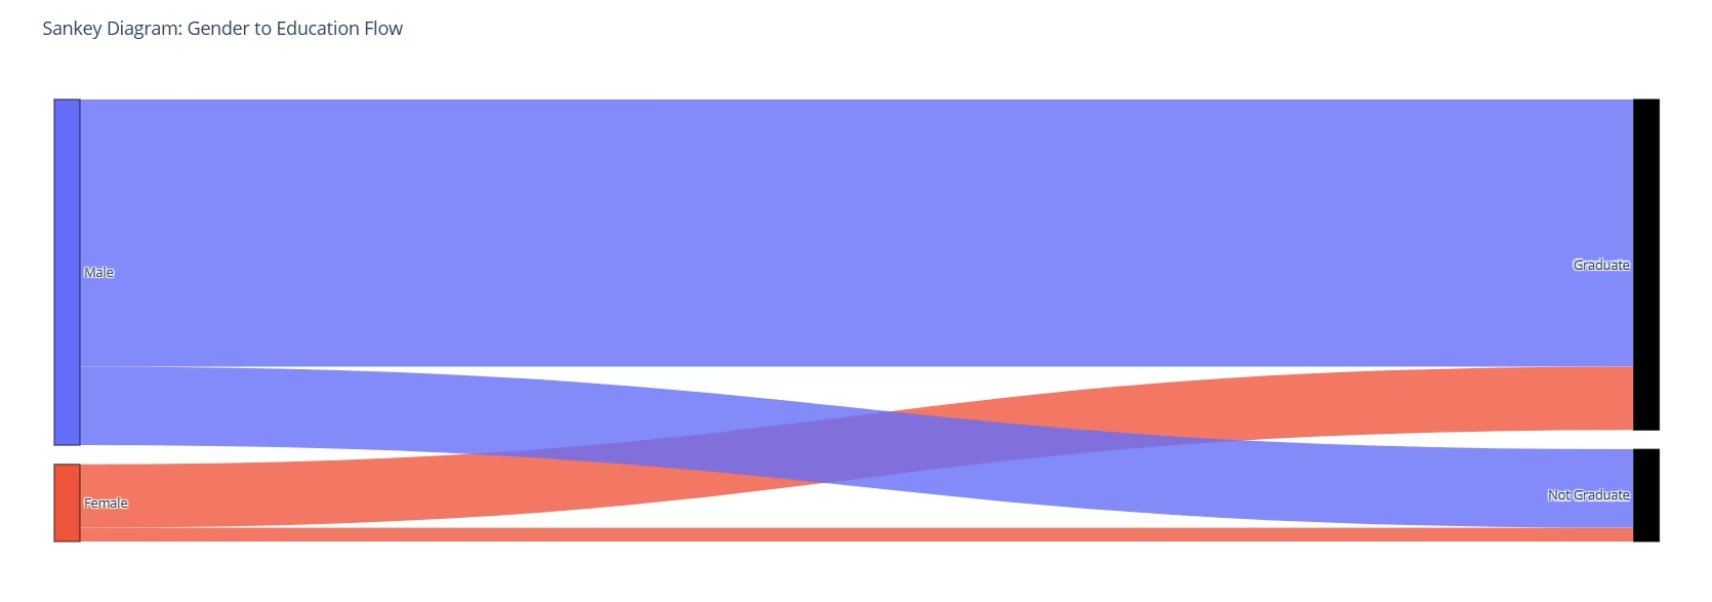 Sankey Diagram: Gender to Education Flow
Male
Graduate
Female
Not Graduate